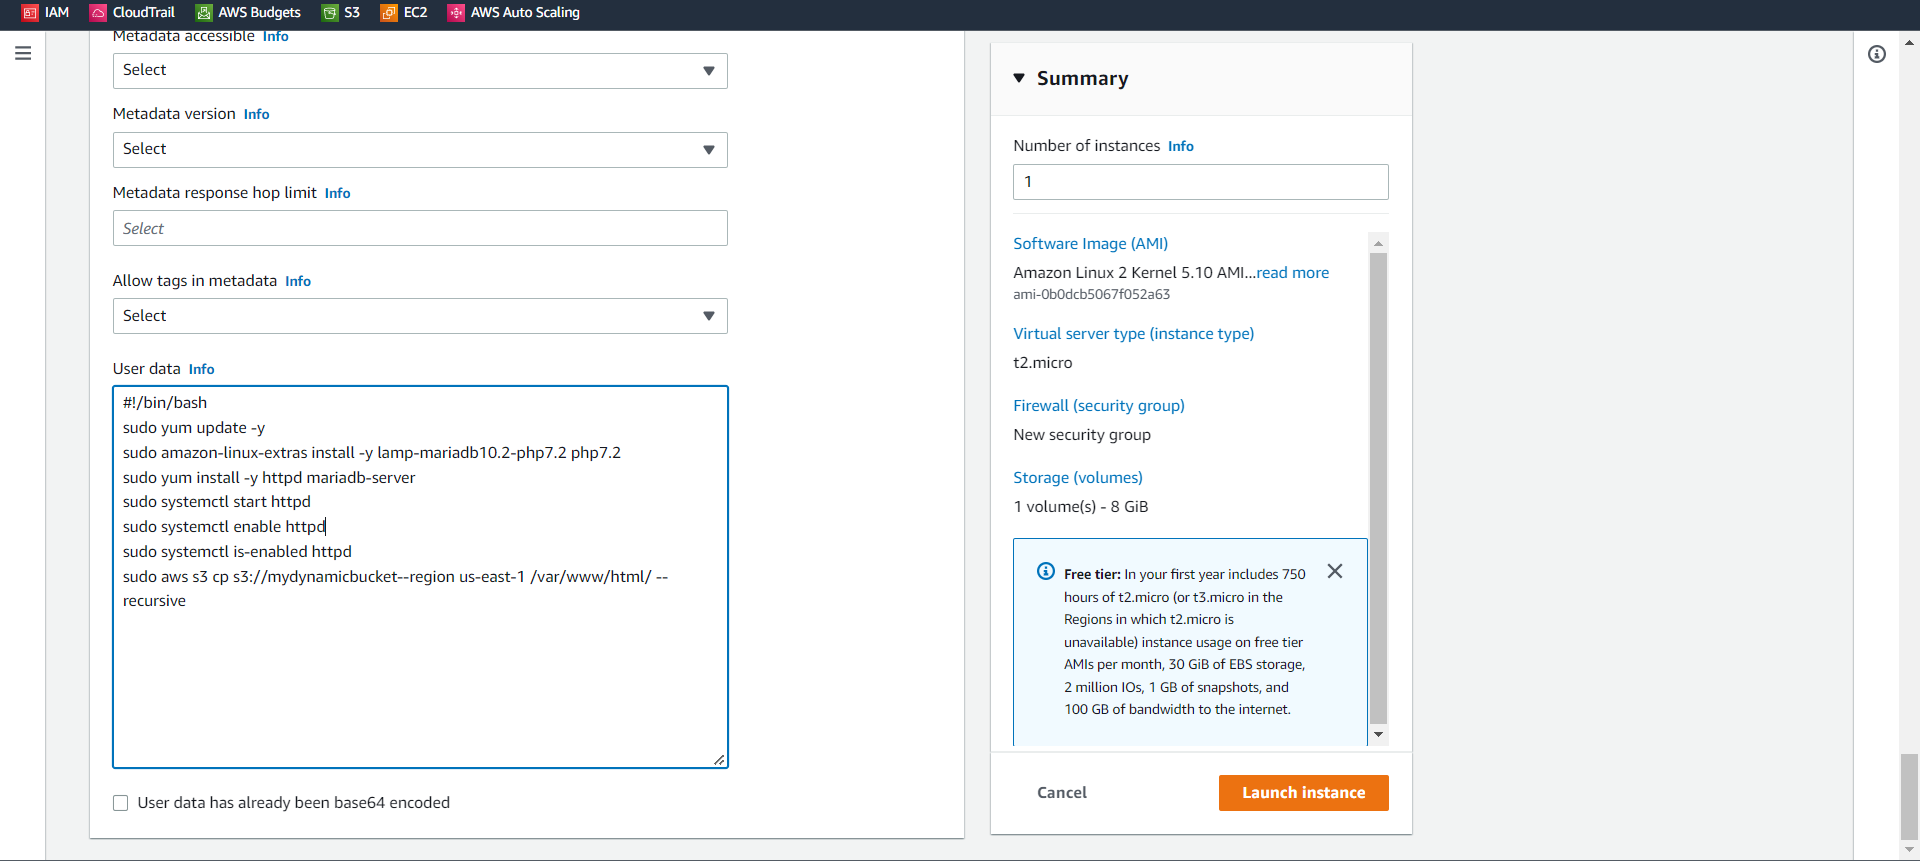 IAM CloudTrail AWS Budgets S3 EC2 AWS Auto Scaling
Metadata accessible Info
Select
Metadata version Info
Select
Metadata response hop limit Info
Select
Allow tags in metadata Info
Select
User data Info
#!/bin/bash
sudo yum update -y
sudo amazon-linux-extras install -y lamp-mariadb10.2-php7.2 php7.2
sudo yum install -y httpd mariadb-server
sudo systemctl start httpd
sudo systemctl enable httpd
sudo systemctl is-enabled httpd
sudo aws s3 cp s3://mydynamicbucket--region us-east-1 /var/www/html/ --
recursive
User data has already been base64 encoded
Summary
Number of instances Info
1
Software Image (AMI)
Amazon Linux 2 Kernel 5.10 AMI...read more
ami-0b0dcb5067f052a63
Virtual server type (instance type)
t2.micro
Firewall (security group)
New security group
Storage (volumes)
1 volume(s) - 8 GiB
Free tier: In your first year includes 750
hours of t2.micro (or t3.micro in the
Regions in which t2.micro is
unavailable) instance usage on free tier
AMIs per month, 30 GiB of EBS storage,
2 million IOs, 1 GB of snapshots, and
100 GB of bandwidth to the internet.
Cancel Launch instance